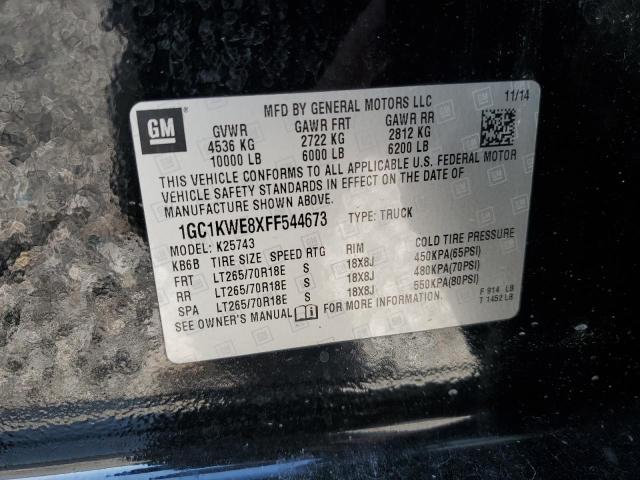 GM
MFD BY GENERAL MOTORS LLC 11/14
GVWR GAWR FRT GAWR RR
4536 KG 2722 KG 2812 KG
10000 LB 6000 LB 6200 LB
THIS VEHICLE CONFORMS TO ALL APPLICABLE U.S. FEDERAL MOTOR
VEHICLE SAFETY STANDARDS IN EFFECT ON THE DATE OF
MANUFACTURE SHOWN ABOVE.
1GC1KWE8XFF544673 TYPE: TRUCK
MODEL: K25743
KB6B TIRE SIZE SPEED RTG RIM COLD TIRE PRESSURE
FRT LT265/70R18E S 18X8J 450KPA(65PSI)
RR LT265/70R18E S 18X8J 480KPA(70PSI)
SPA LT265/70R18E S 18X8J 550KPA(80PSI)
SEE OWNER'S MANUAL FOR MORE INFORMATION.
F 914 LB
T 1452 LB